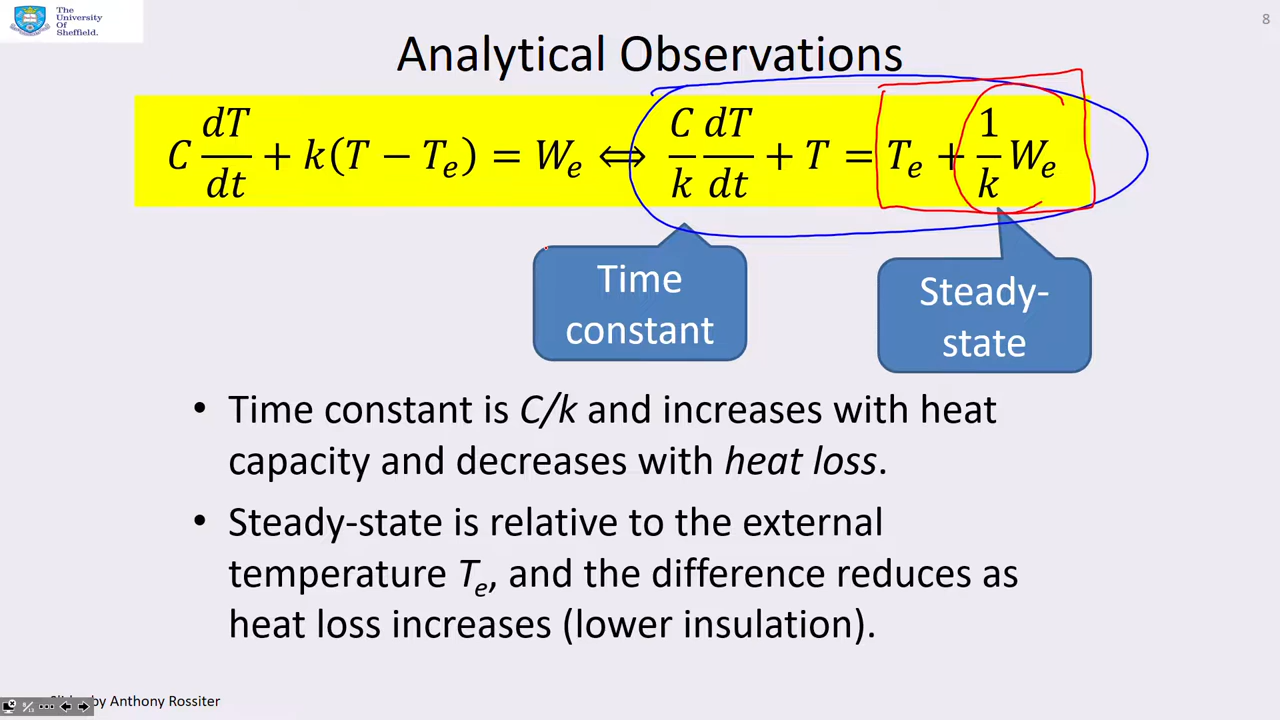 The
University
Of
Sheffield.
8
Analytical Observations
C dT/dt + k(T − Tₑ) = Wₑ ⇔ C/k dT/dt + T = Tₑ + 1/k Wₑ
Time
constant
Steady-
state
• Time constant is C/k and increases with heat
capacity and decreases with heat loss.
• Steady-state is relative to the external
temperature Tₑ, and the difference reduces as
heat loss increases (lower insulation).
by Anthony Rossiter